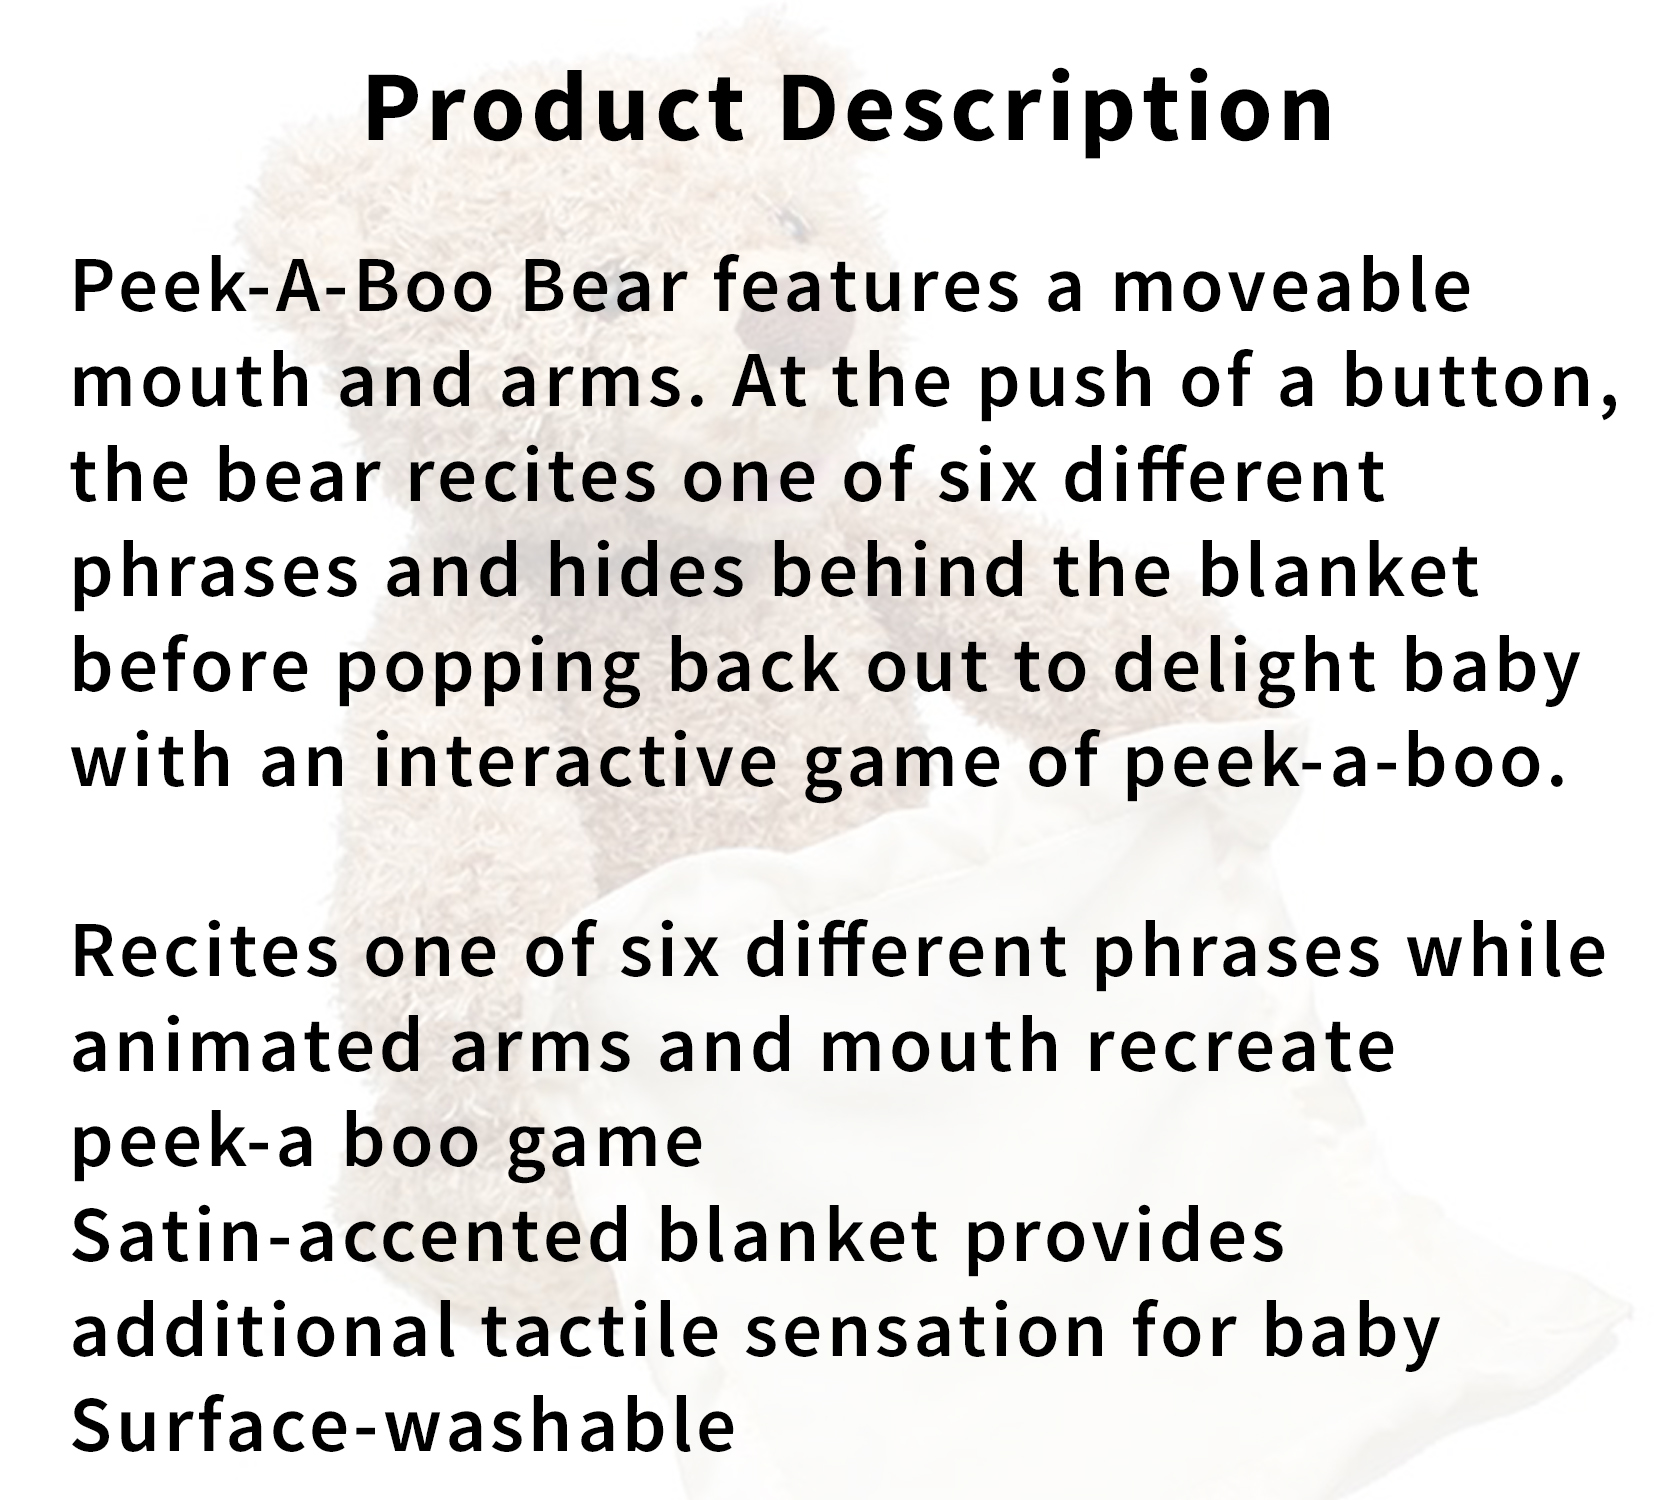 Product Description
Peek-A-Boo Bear features a moveable
mouth and arms. At the push of a button,
the bear recites one of six different
phrases and hides behind the blanket
before popping back out to delight baby
with an interactive game of peek-a-boo.
Recites one of six different phrases while
animated arms and mouth recreate
peek-a boo game
Satin-accented blanket provides
additional tactile sensation for baby
Surface-washable